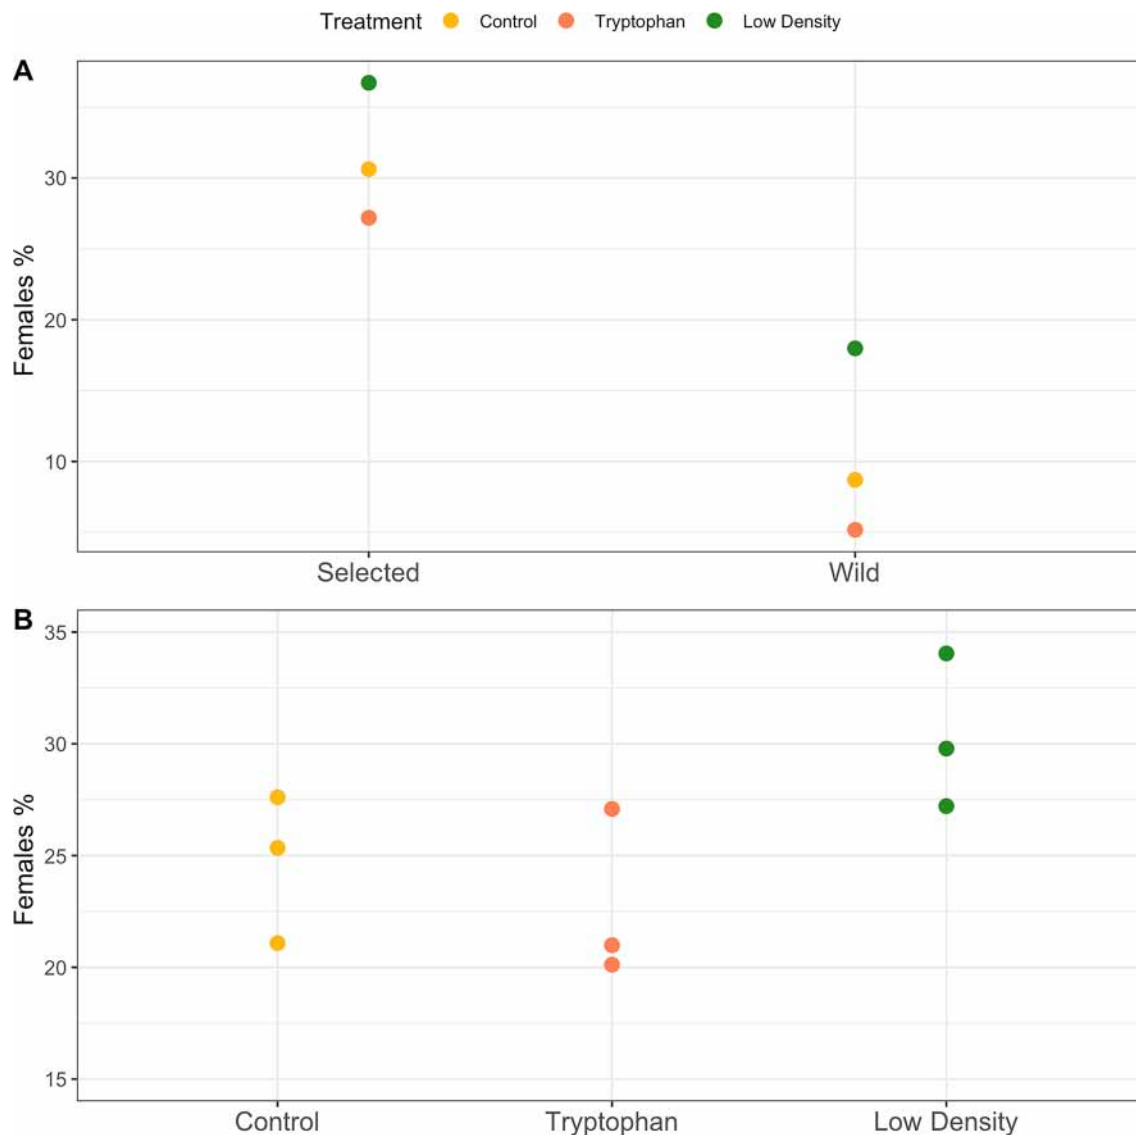 Treatment Control Tryptophan Low Density
A
Females %
30
20
10
Selected Wild
B
Females %
35
30
25
20
15
Control Tryptophan Low Density